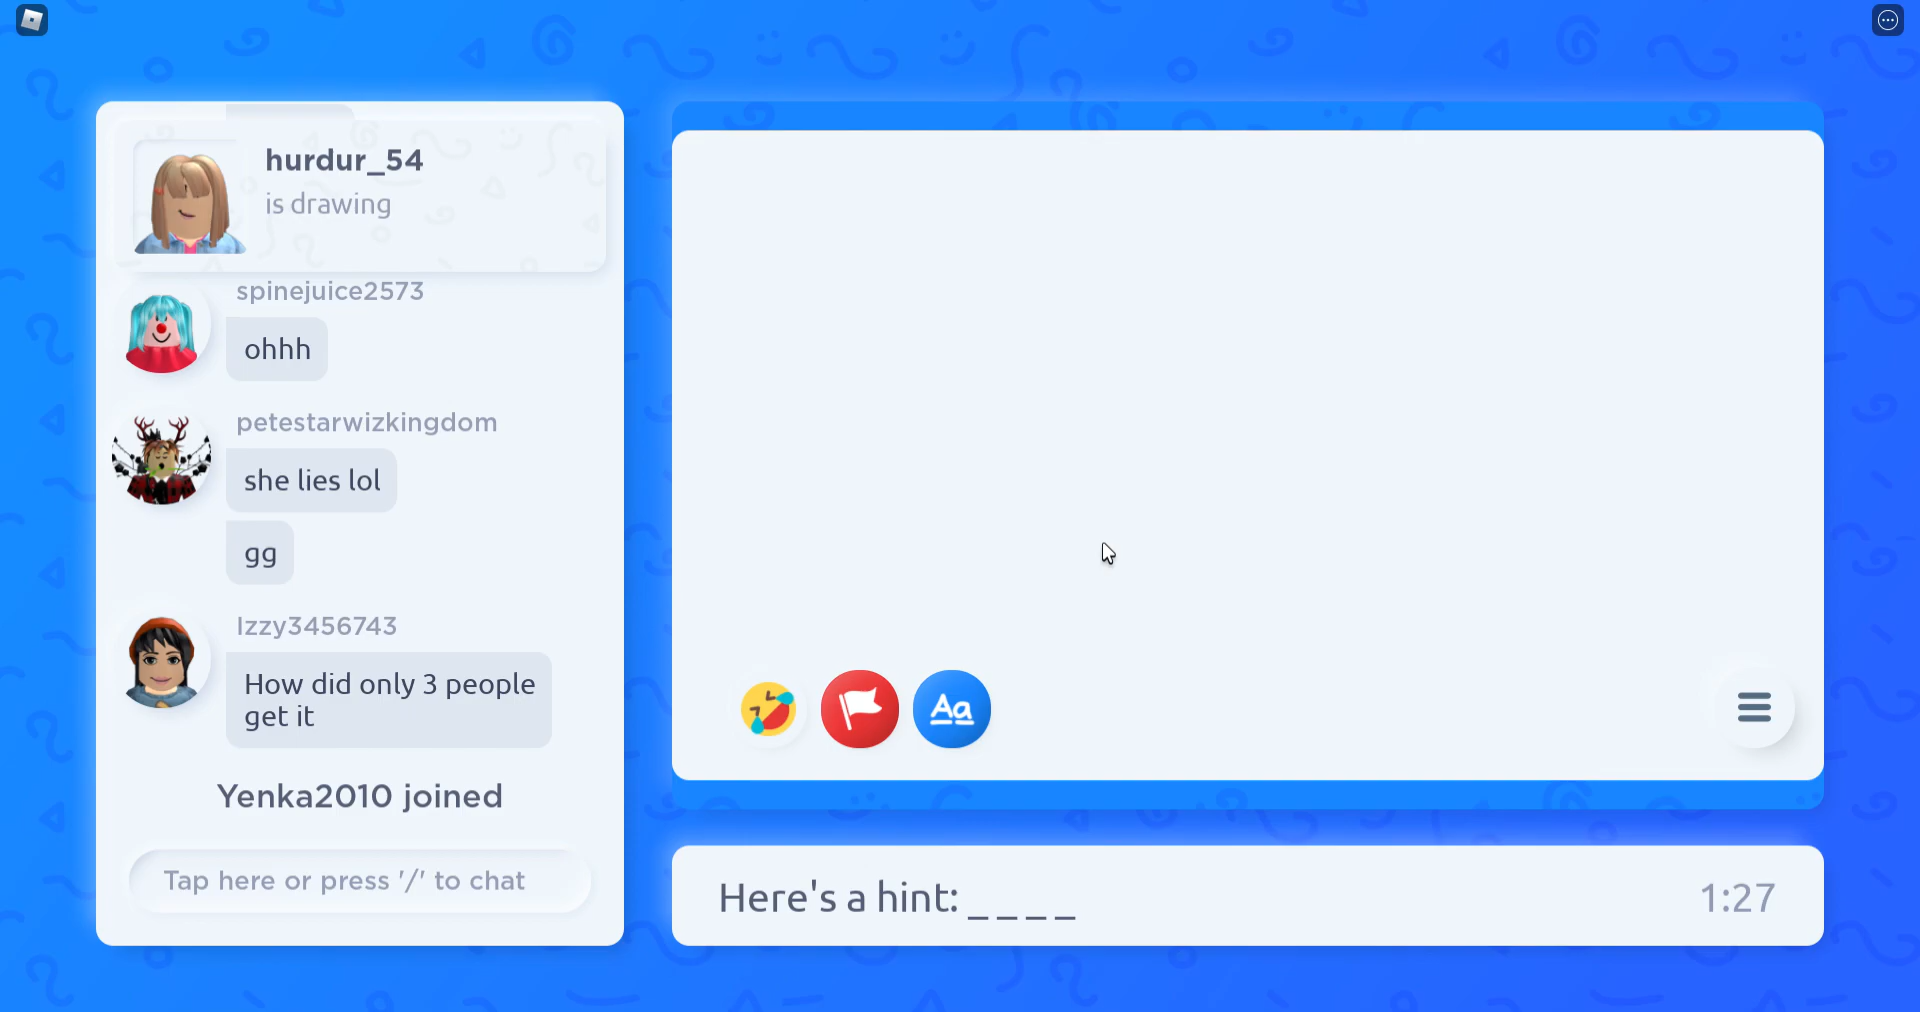 hurdur_54
is drawing
spinejuice2573
ohhh
petestarwizkingdom
she lies lol
gg
Izzy3456743
How did only 3 people
get it
Yenka2010 joined
Tap here or press '/' to chat
Aa
Here's a hint: _ _ _ _
1:27